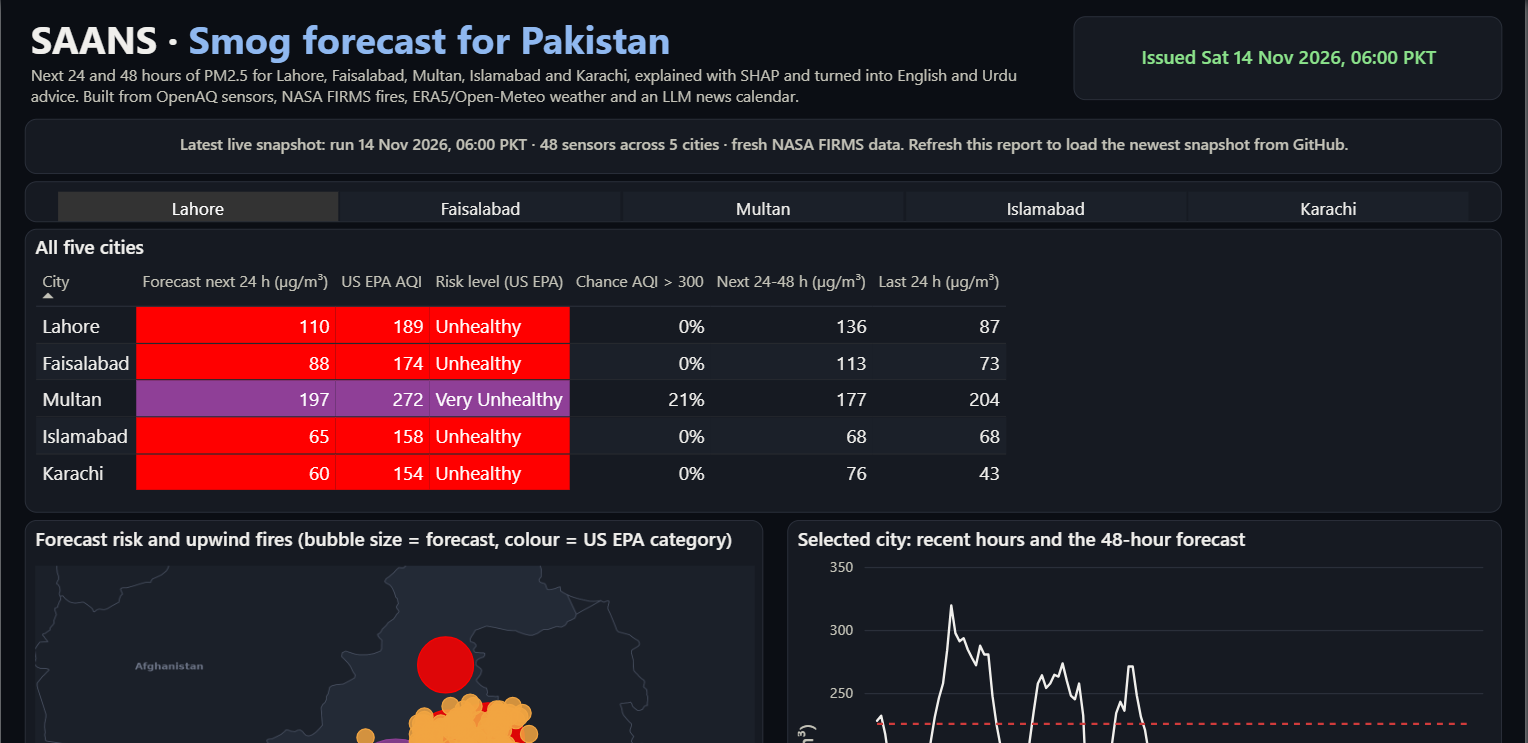 SAANS · Smog forecast for Pakistan
Next 24 and 48 hours of PM2.5 for Lahore, Faisalabad, Multan, Islamabad and Karachi, explained with SHAP and turned into English and Urdu
advice. Built from OpenAQ sensors, NASA FIRMS fires, ERA5/Open-Meteo weather and an LLM news calendar.
Issued Sat 14 Nov 2026, 06:00 PKT
Latest live snapshot: run 14 Nov 2026, 06:00 PKT · 48 sensors across 5 cities · fresh NASA FIRMS data. Refresh this report to load the newest snapshot from GitHub.
Lahore Faisalabad Multan Islamabad Karachi
All five cities
City Forecast next 24 h (µg/m³) US EPA AQI Risk level (US EPA) Chance AQI > 300 Next 24-48 h (µg/m³) Last 24 h (µg/m³)
Lahore 110 189 Unhealthy 0% 136 87
Faisalabad 88 174 Unhealthy 0% 113 73
Multan 197 272 Very Unhealthy 21% 177 204
Islamabad 65 158 Unhealthy 0% 68 68
Karachi 60 154 Unhealthy 0% 76 43
Forecast risk and upwind fires (bubble size = forecast, colour = US EPA category)
Afghanistan
Selected city: recent hours and the 48-hour forecast
350
300
250